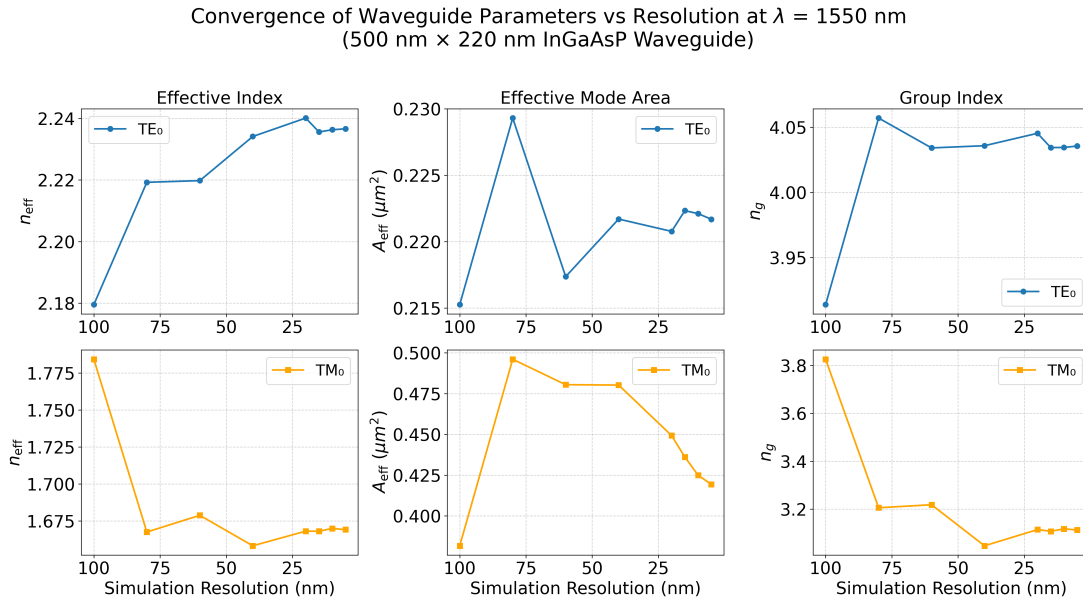 Convergence of Waveguide Parameters vs Resolution at λ = 1550 nm
(500 nm × 220 nm InGaAsP Waveguide)
Effective Index
n_eff
2.24
2.22
2.20
2.18
100 75 50 25
TE₀
Effective Mode Area
A_eff (μm²)
0.230
0.225
0.220
0.215
100 75 50 25
TE₀
Group Index
n_g
4.05
4.00
3.95
100 75 50 25
TE₀
n_eff
1.775
1.750
1.725
1.700
1.675
100 75 50 25
Simulation Resolution (nm)
TM₀
A_eff (μm²)
0.500
0.475
0.450
0.425
0.400
100 75 50 25
Simulation Resolution (nm)
TM₀
n_g
3.8
3.6
3.4
3.2
100 75 50 25
Simulation Resolution (nm)
TM₀